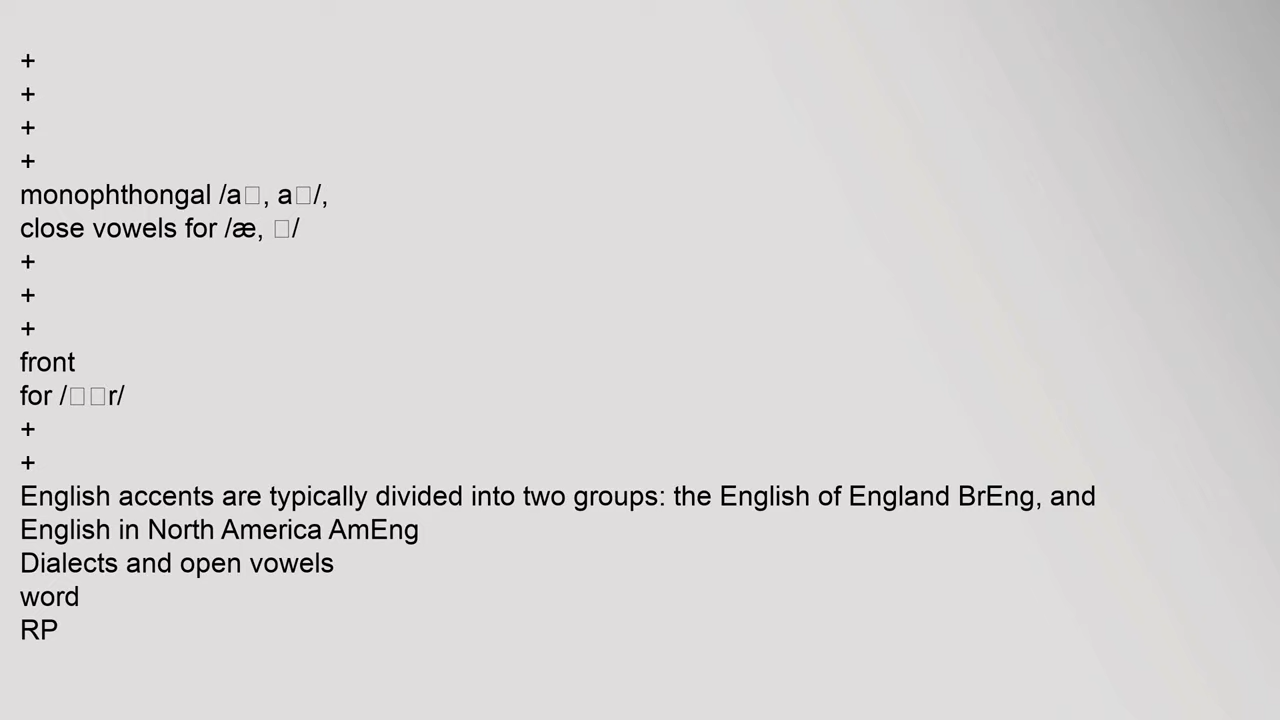 +
+
+
+
monophthongal /a□, a□/,
close vowels for /æ, □/
+
+
+
front
for /□□r/
+
+
English accents are typically divided into two groups: the English of England BrEng, and
English in North America AmEng
Dialects and open vowels
word
RP